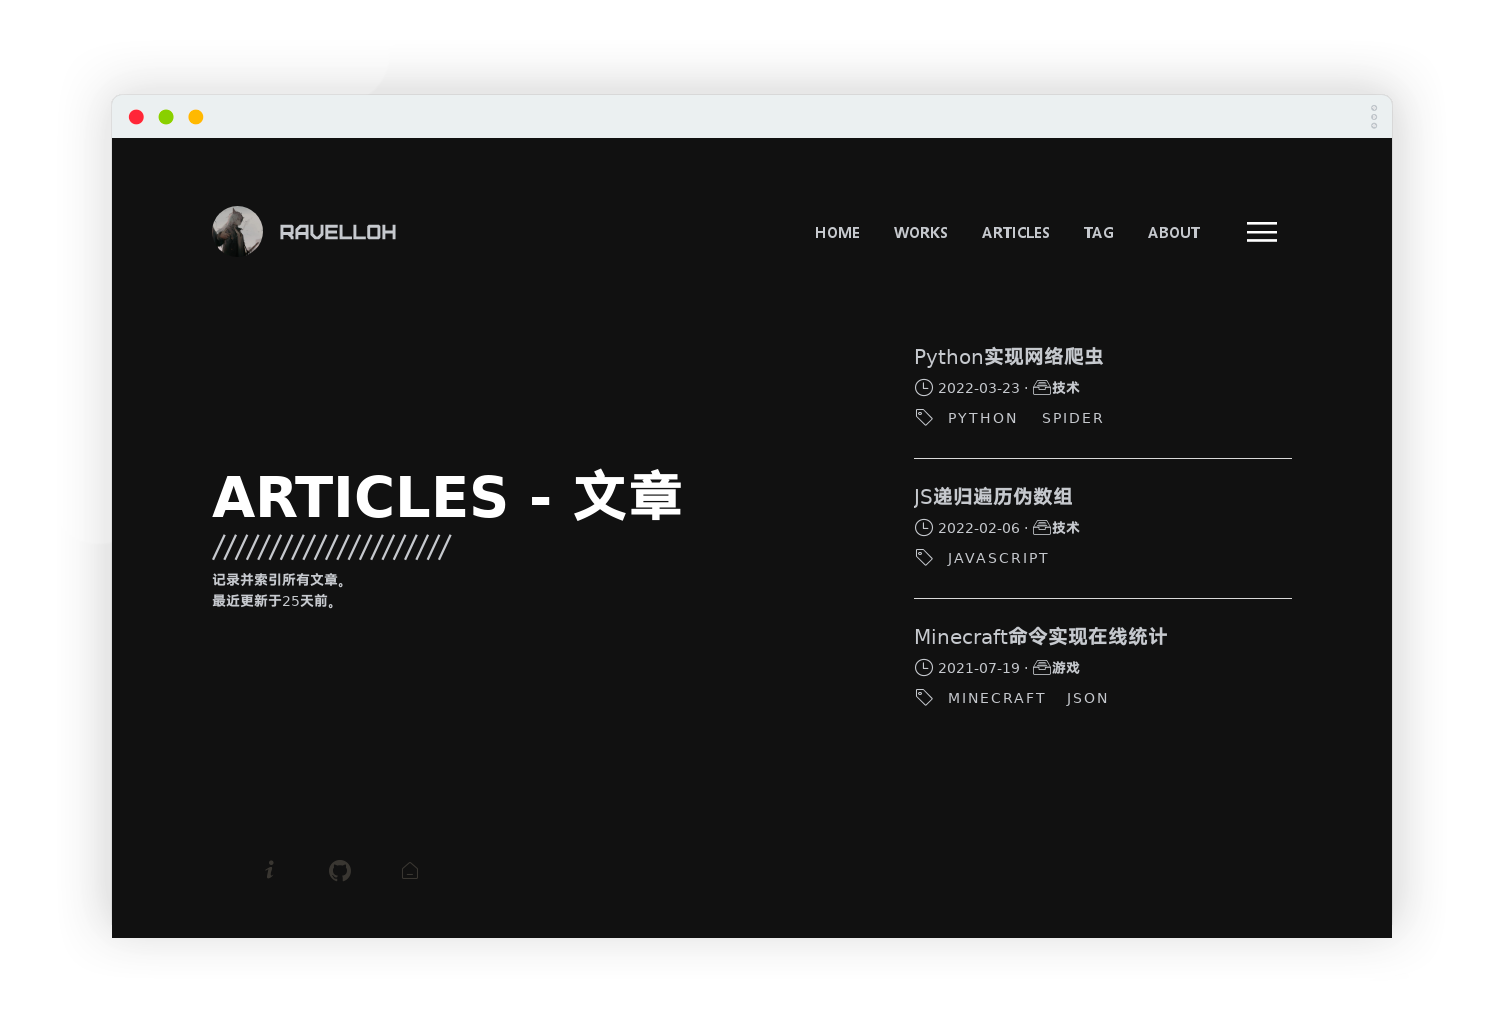 RAVELLOH
HOME WORKS ARTICLES TAG ABOUT
ARTICLES - 文章
////////////////////​/
记录并索引所有文章。
最近更新于25天前。
Python实现网络爬虫
2022-03-23 · 技术
PYTHON SPIDER
JS递归遍历伪数组
2022-02-06 · 技术
JAVASCRIPT
Minecraft命令实现在线统计
2021-07-19 · 游戏
MINECRAFT JSON